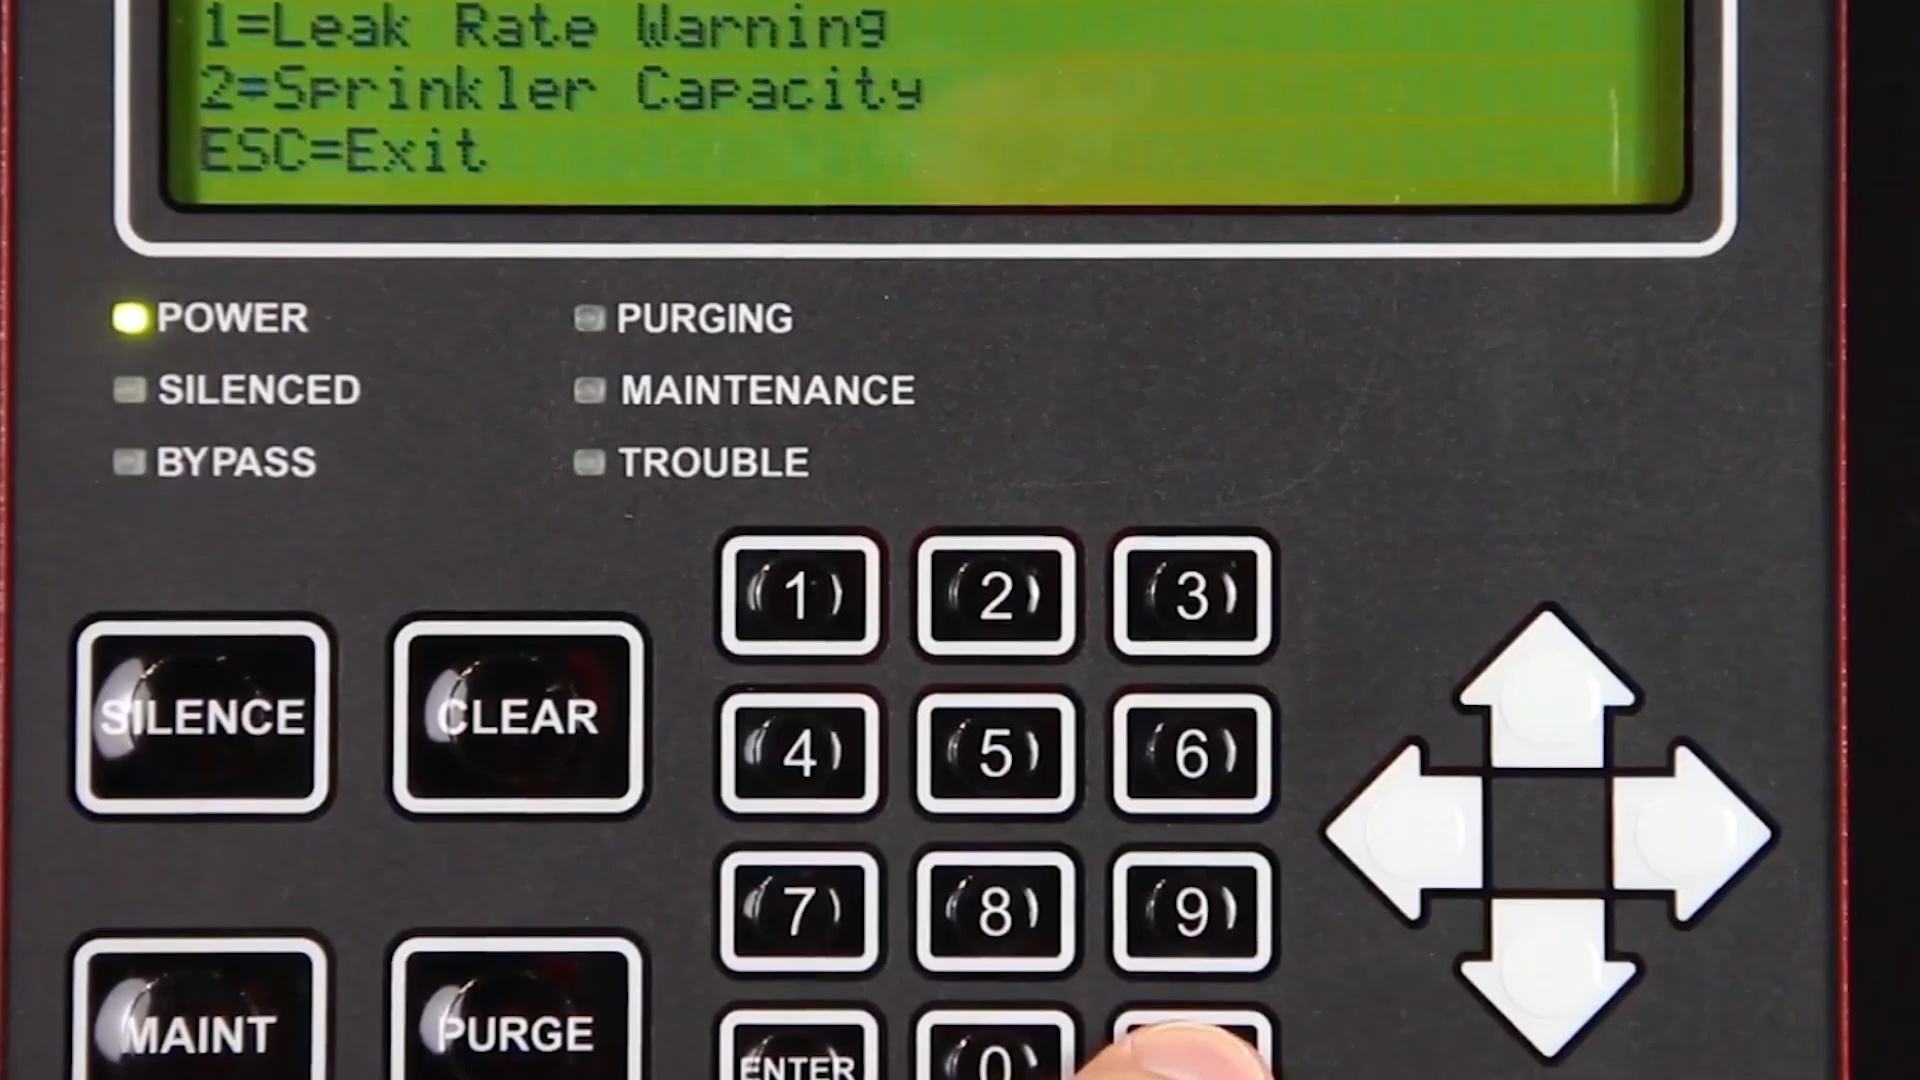 1=Leak Rate Warning
2=Sprinkler Capacity
ESC=Exit
POWER
PURGING
SILENCED
MAINTENANCE
BYPASS
TROUBLE
1
2
3
SILENCE
CLEAR
4
5
6
7
8
9
MAINT
PURGE
ENTER
0